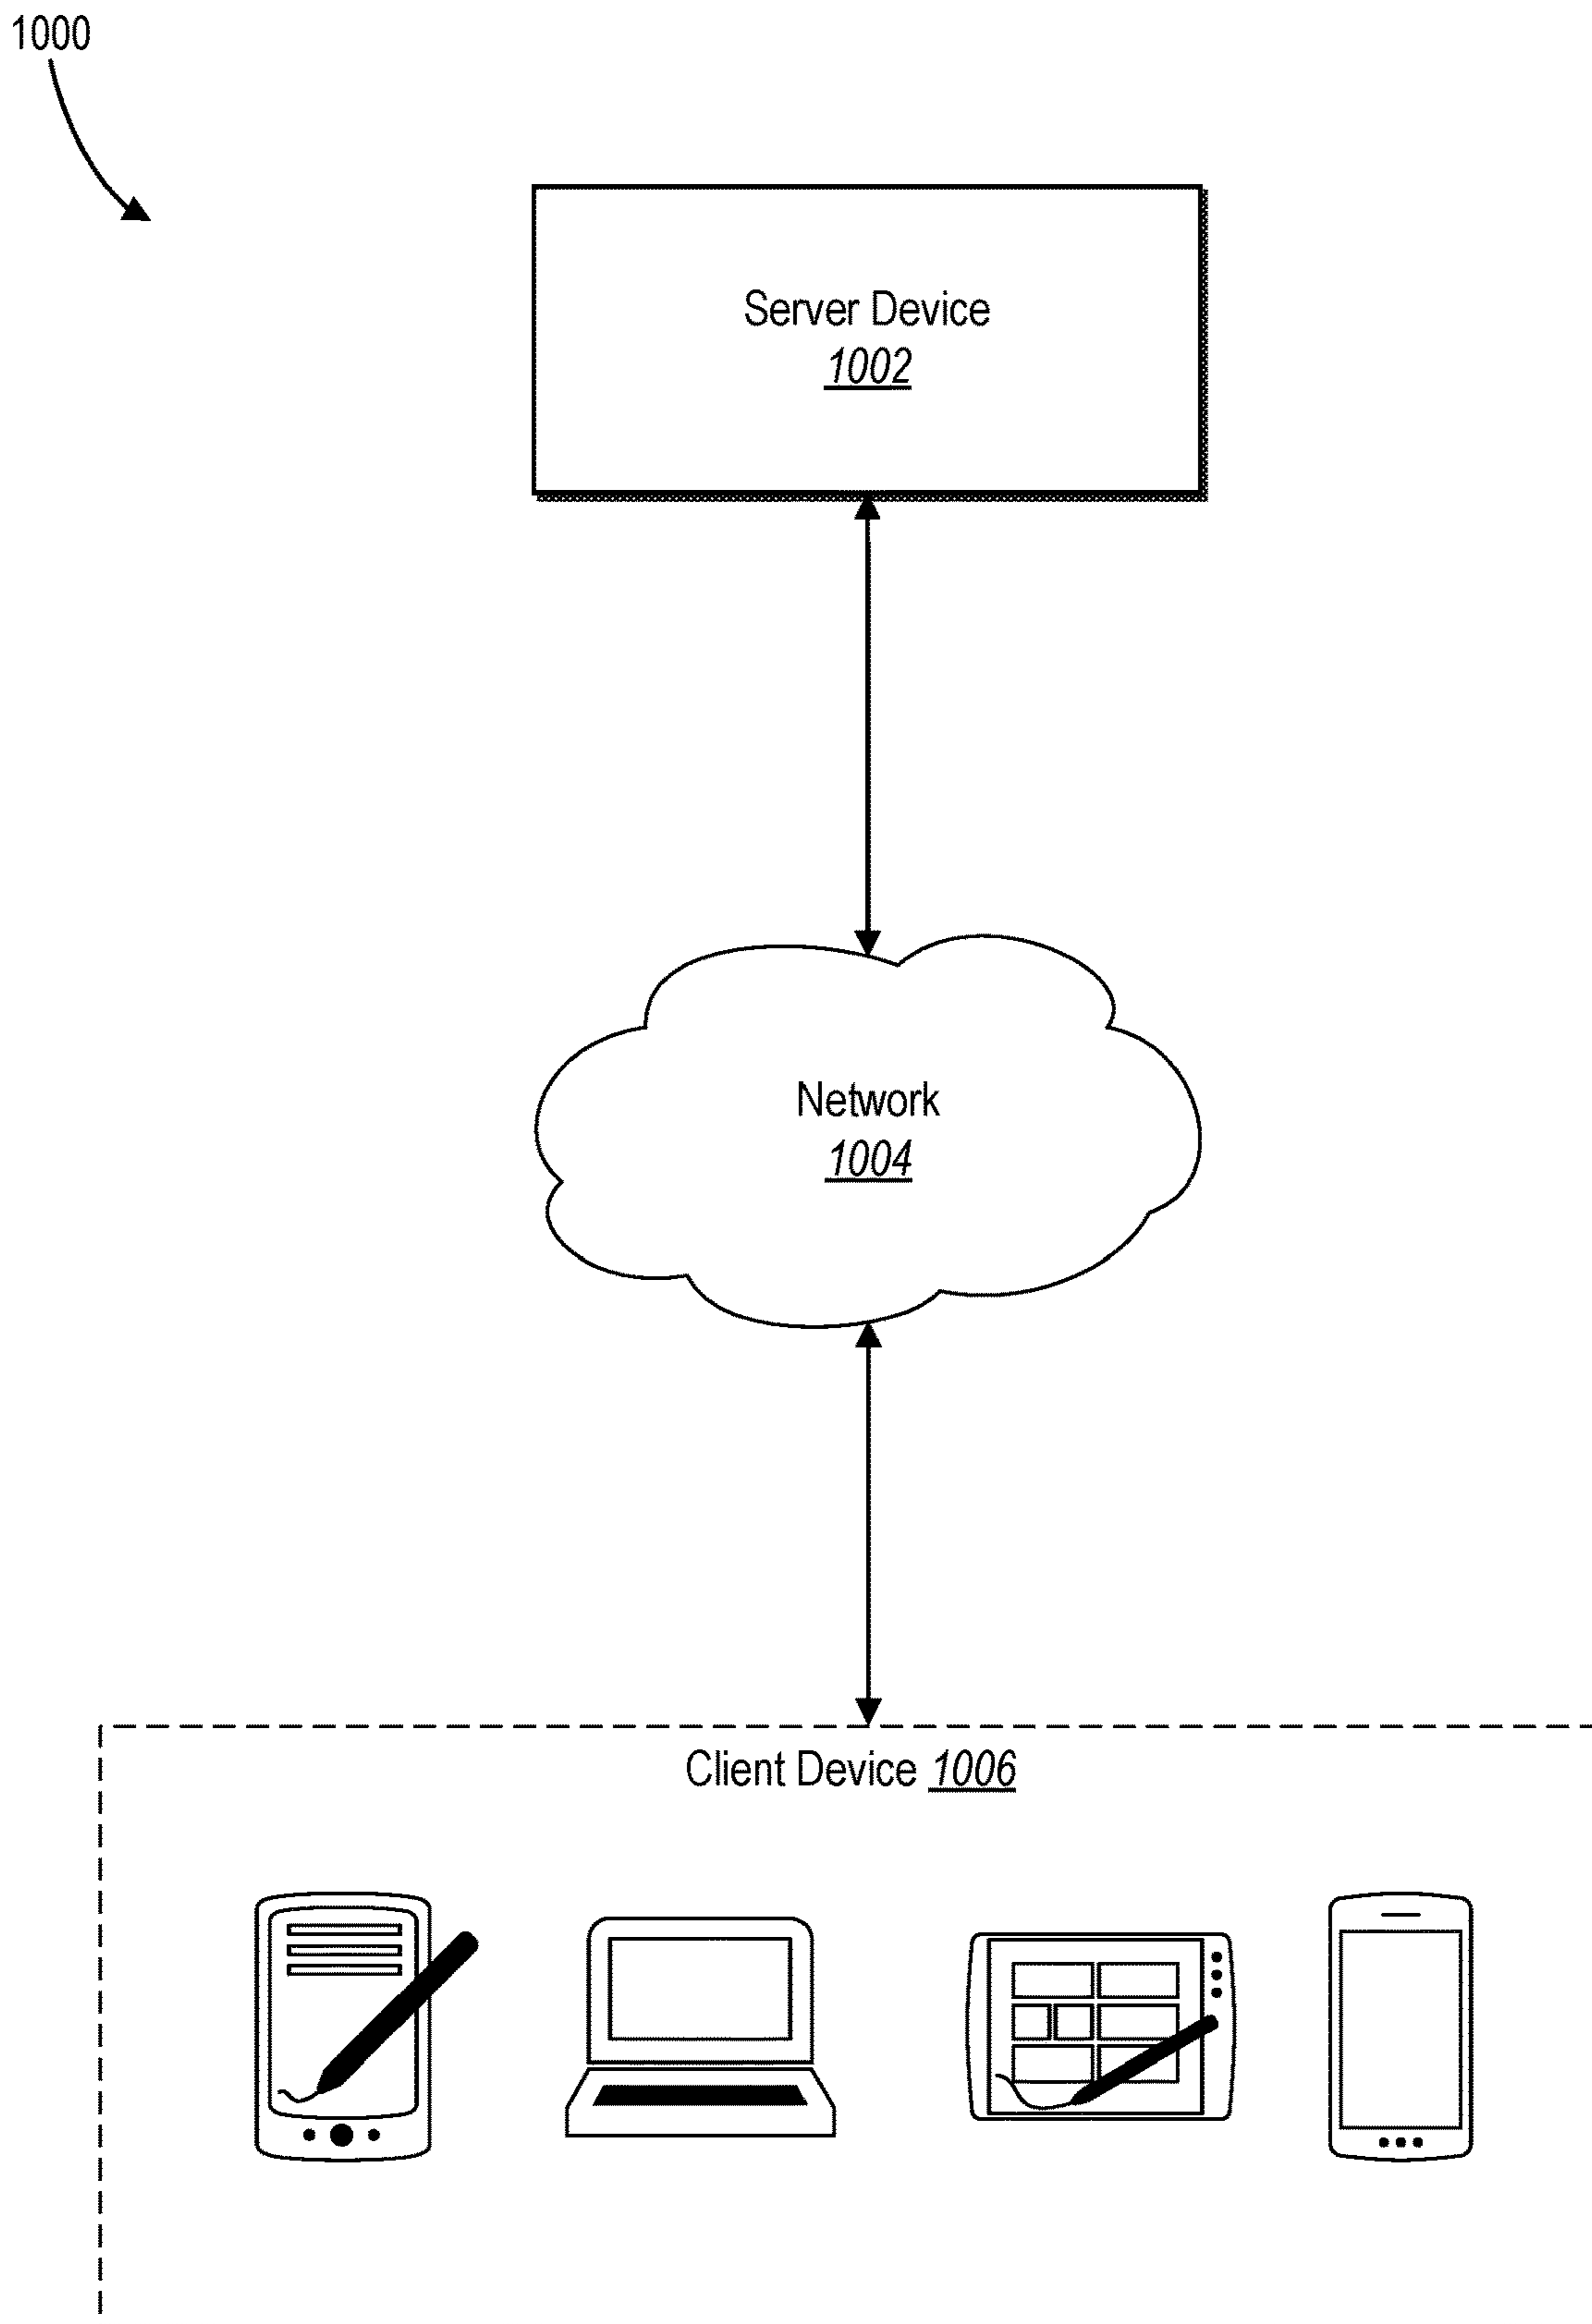 1000
Server Device
1002
Network
1004
Client Device 1006